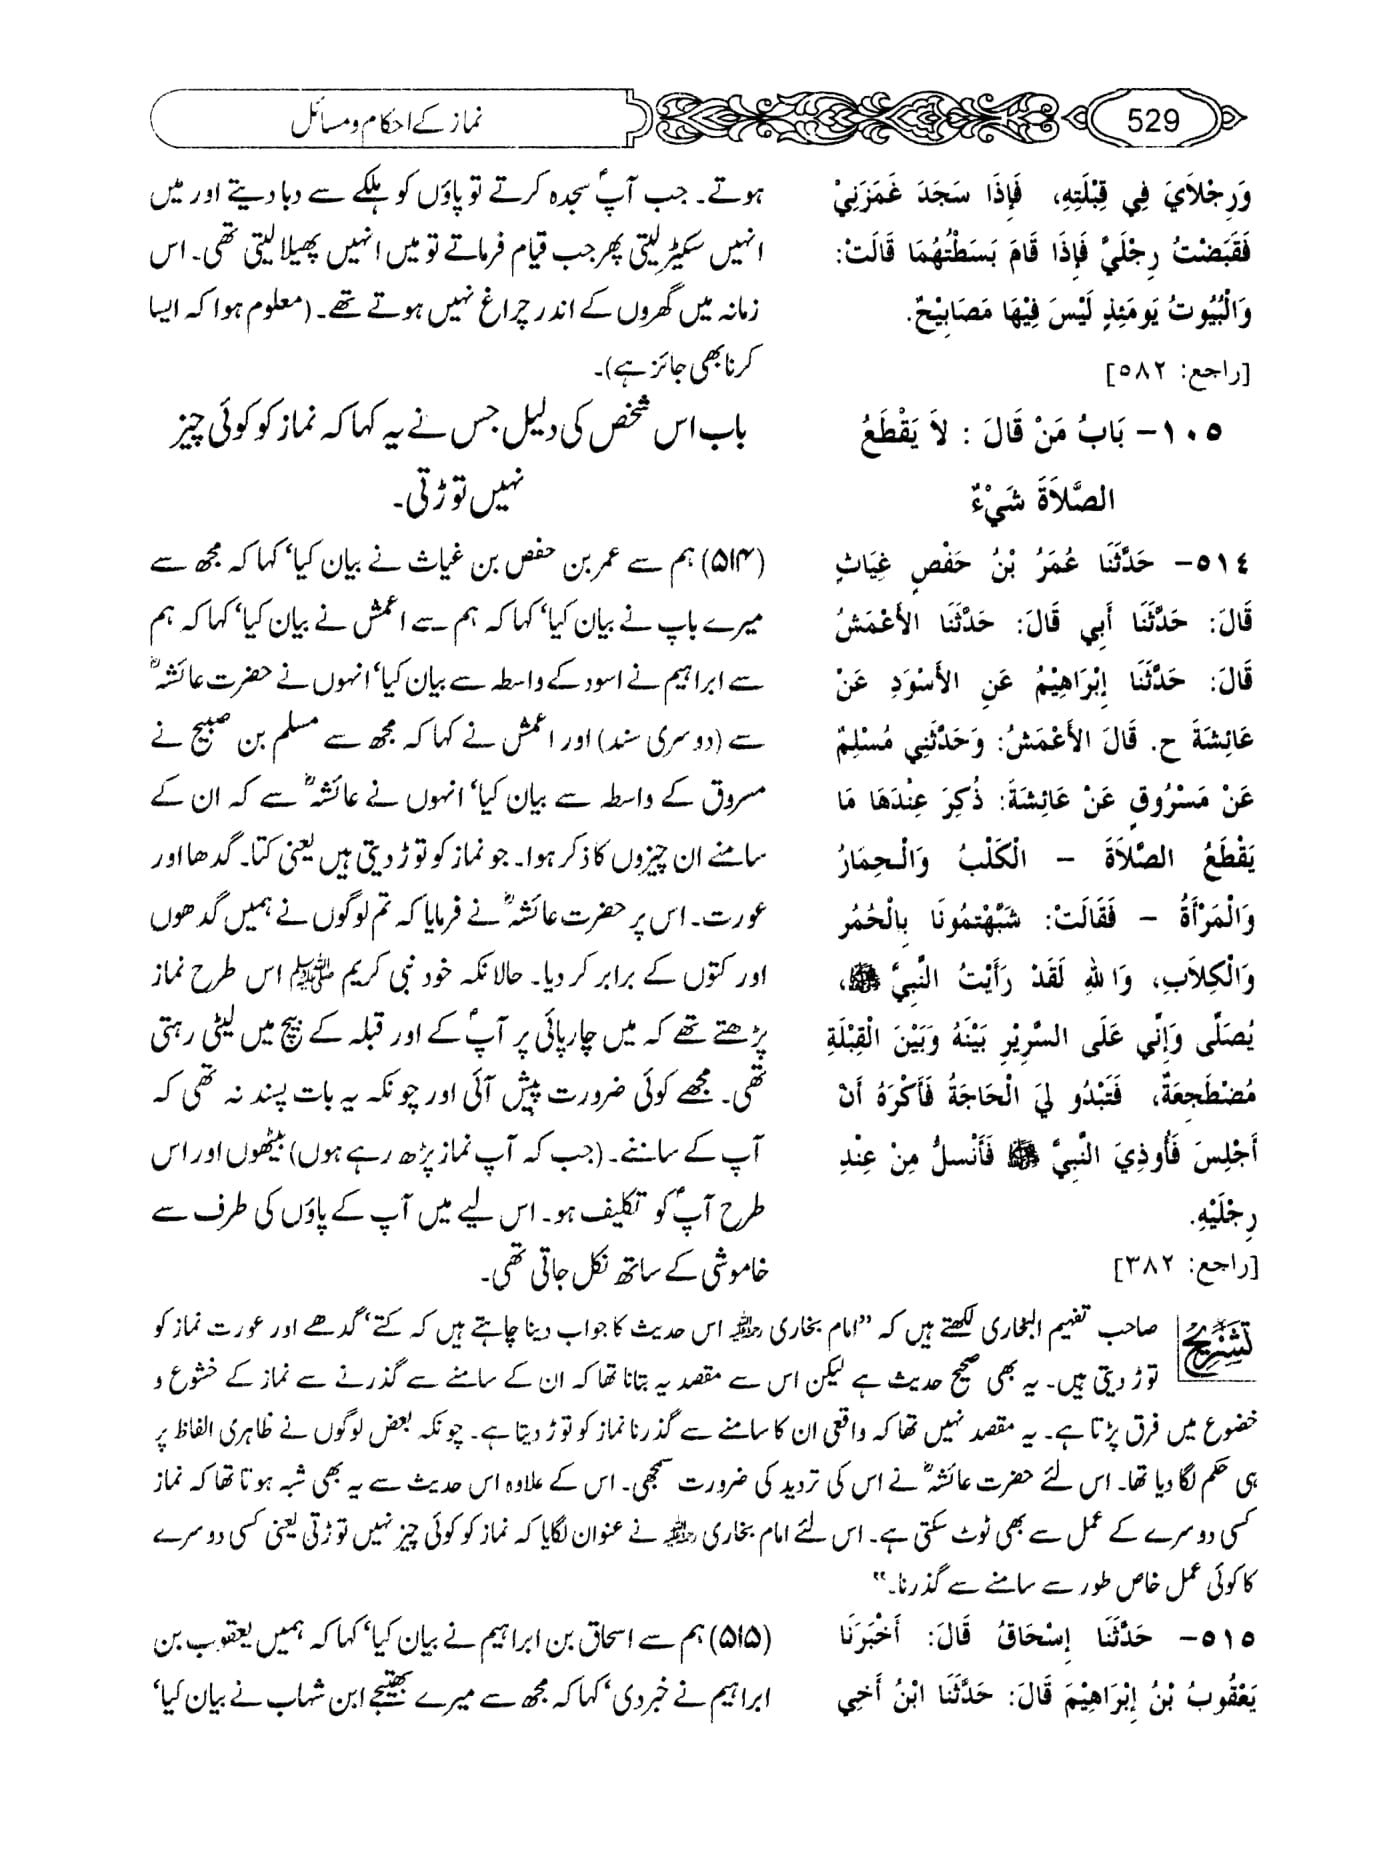 529
نماز کے احکام و مسائل
وَرِجْلاَيَ فِي قِبْلَتِهِ، فَإِذَا سَجَدَ غَمَزَنِيْ
فَقَبَضْتُ رِجْلَيَّ فَإِذَا قَامَ بَسَطْتُهُمَا قَالَتْ:
وَالْبُيُوتُ يَومَئِذٍ لَيْسَ فِيْهَا مَصَابِيْحٌ.
[راجع: ٥٨٢]
ہوتے۔ جب آپؐ سجدہ کرتے تو پاؤں کو ہلکے سے دبا دیتے اور میں
انہیں سکیڑ لیتی پھر جب قیام فرماتے تو میں انہیں پھیلا لیتی تھی۔ اس
زمانہ میں گھروں کے اندر چراغ نہیں ہوتے تھے۔ (معلوم ہوا کہ ایسا
کرنا بھی جائز ہے)۔
١٠٥– بَابُ مَنْ قَالَ : لاَ يَقْطَعُ
الصَّلاَةَ شَيْءٌ
باب اس شخص کی دلیل جس نے یہ کہا کہ نماز کو کوئی چیز
نہیں توڑتی۔
٥١٤– حَدَّثَنَا عُمَرُ بْنُ حَفْصِ غِيَاثٍ
قَالَ: حَدَّثَنَا أَبي قَالَ: حَدَّثَنَا الأَعْمَشُ
قَالَ: حَدَّثَنَا إِبْرَاهِيْمُ عَنِ الأَسْوَدِ عَنْ
عَائِشَةَ ح. قَالَ الأَعْمَشُ: وَحَدَّثَنِي مُسْلِمٌ
عَنْ مَسْرُوقٍ عَنْ عَائِشَةَ: ذُكِرَ عِنْدَهَا مَا
يَقْطَعُ الصَّلاَةَ – الْكَلْبُ وَالْحِمَارُ
وَالْمَرْأَةُ – فَقَالَتْ: شَبَّهْتمُونَا بِالْحُمُرِ
وَالْكِلاَبِ، وَاللهِ لَقَدْ رَأَيْتُ النَّبِيَّ ﷺ،
يُصَلِّى وَإِنِّي عَلَى السَّرِيْرِ بَيْنَهُ وَبَيْنَ الْقِبْلَةِ
مُضْطَجِعَةٌ، فَتَبْدُو لِيَ الْحَاجَةُ فَأَكْرَهُ أَنْ
أَجْلِسَ فَأُوذِيَ النَّبِيَّ ﷺ فَأَنْسلُّ مِنْ عِنْدِ
رِجْلَيْهِ.
[راجع: ٣٨٢]
(۵۱۴) ہم سے عمر بن حفص بن غیاث نے بیان کیا‘ کہا کہ مجھ سے
میرے باپ نے بیان کیا‘ کہا کہ ہم سے اعمش نے بیان کیا‘ کہا کہ ہم
سے ابراہیم نے اسود کے واسطہ سے بیان کیا‘ انہوں نے حضرت عائشہؓ
سے (دوسری سند) اور اعمش نے کہا کہ مجھ سے مسلم بن صبیح نے
مسروق کے واسطہ سے بیان کیا‘ انہوں نے عائشہؓ سے کہ ان کے
سامنے ان چیزوں کا ذکر ہوا۔ جو نماز کو توڑ دیتی ہیں یعنی کتا۔ گدھا اور
عورت۔ اس پر حضرت عائشہؓ نے فرمایا کہ تم لوگوں نے ہمیں گدھوں
اور کتوں کے برابر کر دیا۔ حالانکہ خود نبی کریم ﷺ اس طرح نماز
پڑھتے تھے کہ میں چارپائی پر آپؐ کے اور قبلہ کے بیچ میں لیٹی رہتی
تھی۔ مجھے کوئی ضرورت پیش آئی اور چونکہ یہ بات پسند نہ تھی کہ
آپ کے سامنے۔ (جب کہ آپ نماز پڑھ رہے ہوں) بیٹھوں اور اس
طرح آپؐ کو تکلیف ہو۔ اس لیے میں آپ کے پاؤں کی طرف سے
خاموشی کے ساتھ نکل جاتی تھی۔
تشریح
صاحب تفہیم البخاری لکھتے ہیں کہ ”امام بخاریؒ اس حدیث کا جواب دینا چاہتے ہیں کہ کتے‘ گدھے اور عورت نماز کو
توڑ دیتی ہیں۔ یہ بھی صحیح حدیث ہے لیکن اس سے مقصد یہ بتانا تھا کہ ان کے سامنے سے گذرنے سے نماز کے خشوع و
خضوع میں فرق پڑتا ہے۔ یہ مقصد نہیں تھا کہ واقعی ان کا سامنے سے گذرنا نماز کو توڑ دیتا ہے۔ چونکہ بعض لوگوں نے ظاہری الفاظ پر
ہی حکم لگا دیا تھا۔ اس لئے حضرت عائشہؓ نے اس کی تردید کی ضرورت سمجھی۔ اس کے علاوہ اس حدیث سے یہ بھی شبہ ہوتا تھا کہ نماز
کسی دوسرے کے عمل سے بھی ٹوٹ سکتی ہے۔ اس لئے امام بخاریؒ نے عنوان لگایا کہ نماز کو کوئی چیز نہیں توڑتی یعنی کسی دوسرے
کا کوئی عمل خاص طور سے سامنے سے گذرنا۔“
٥١٥– حَدَّثَنَا إِسْحَاقُ قَالَ: أَخْبَرَنَا
يَعْقُوبُ بْنُ إِبْرَاهِيْمَ قَالَ: حَدَّثَنَا ابْنُ أَخِي
(۵۱۵) ہم سے اسحاق بن ابراہیم نے بیان کیا‘ کہا کہ ہمیں یعقوب بن
ابراہیم نے خبر دی‘ کہا کہ مجھ سے میرے بھتیجے ابن شہاب نے بیان کیا‘